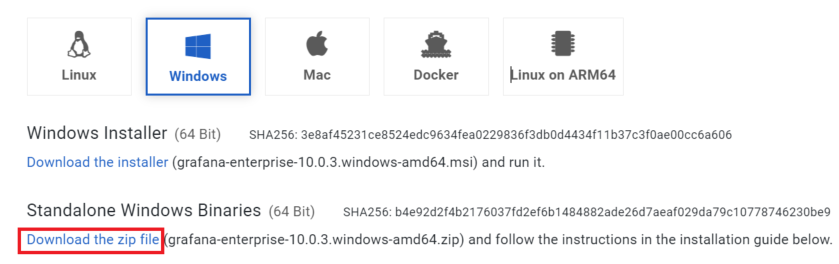 Linux
Windows
Mac
Docker
Linux on ARM64
Windows Installer (64 Bit) SHA256: 3e8af45231ce8524edc9634fea0229836f3db0d4434f11b37c3f0ae00cc6a606
Download the installer (grafana-enterprise-10.0.3.windows-amd64.msi) and run it.
Standalone Windows Binaries (64 Bit) SHA256: b4e92d2f4b2176037fd2ef6b1484882ade26d7aeaf029da79c10778746230be9
Download the zip file (grafana-enterprise-10.0.3.windows-amd64.zip) and follow the instructions in the installation guide below.